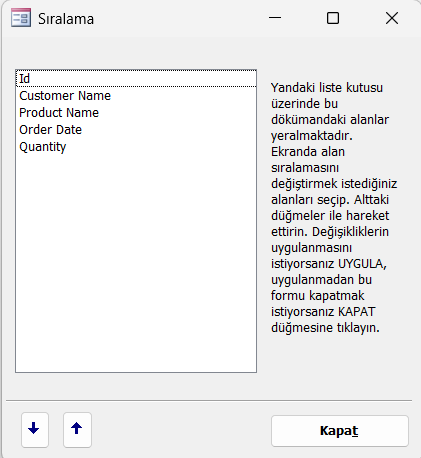 Sıralama
Id
Customer Name
Product Name
Order Date
Quantity
Yandaki liste kutusu
üzerinde bu
dökümandaki alanlar
yeralmaktadır.
Ekranda alan
sıralamasını
değiştirmek istediğiniz
alanları seçip. Alttaki
düğmeler ile hareket
ettirin. Değişikliklerin
uygulanmasını
istiyorsanız UYGULA,
uygulanmadan bu
formu kapatmak
istiyorsanız KAPAT
düğmesine tıklayın.
Kapat